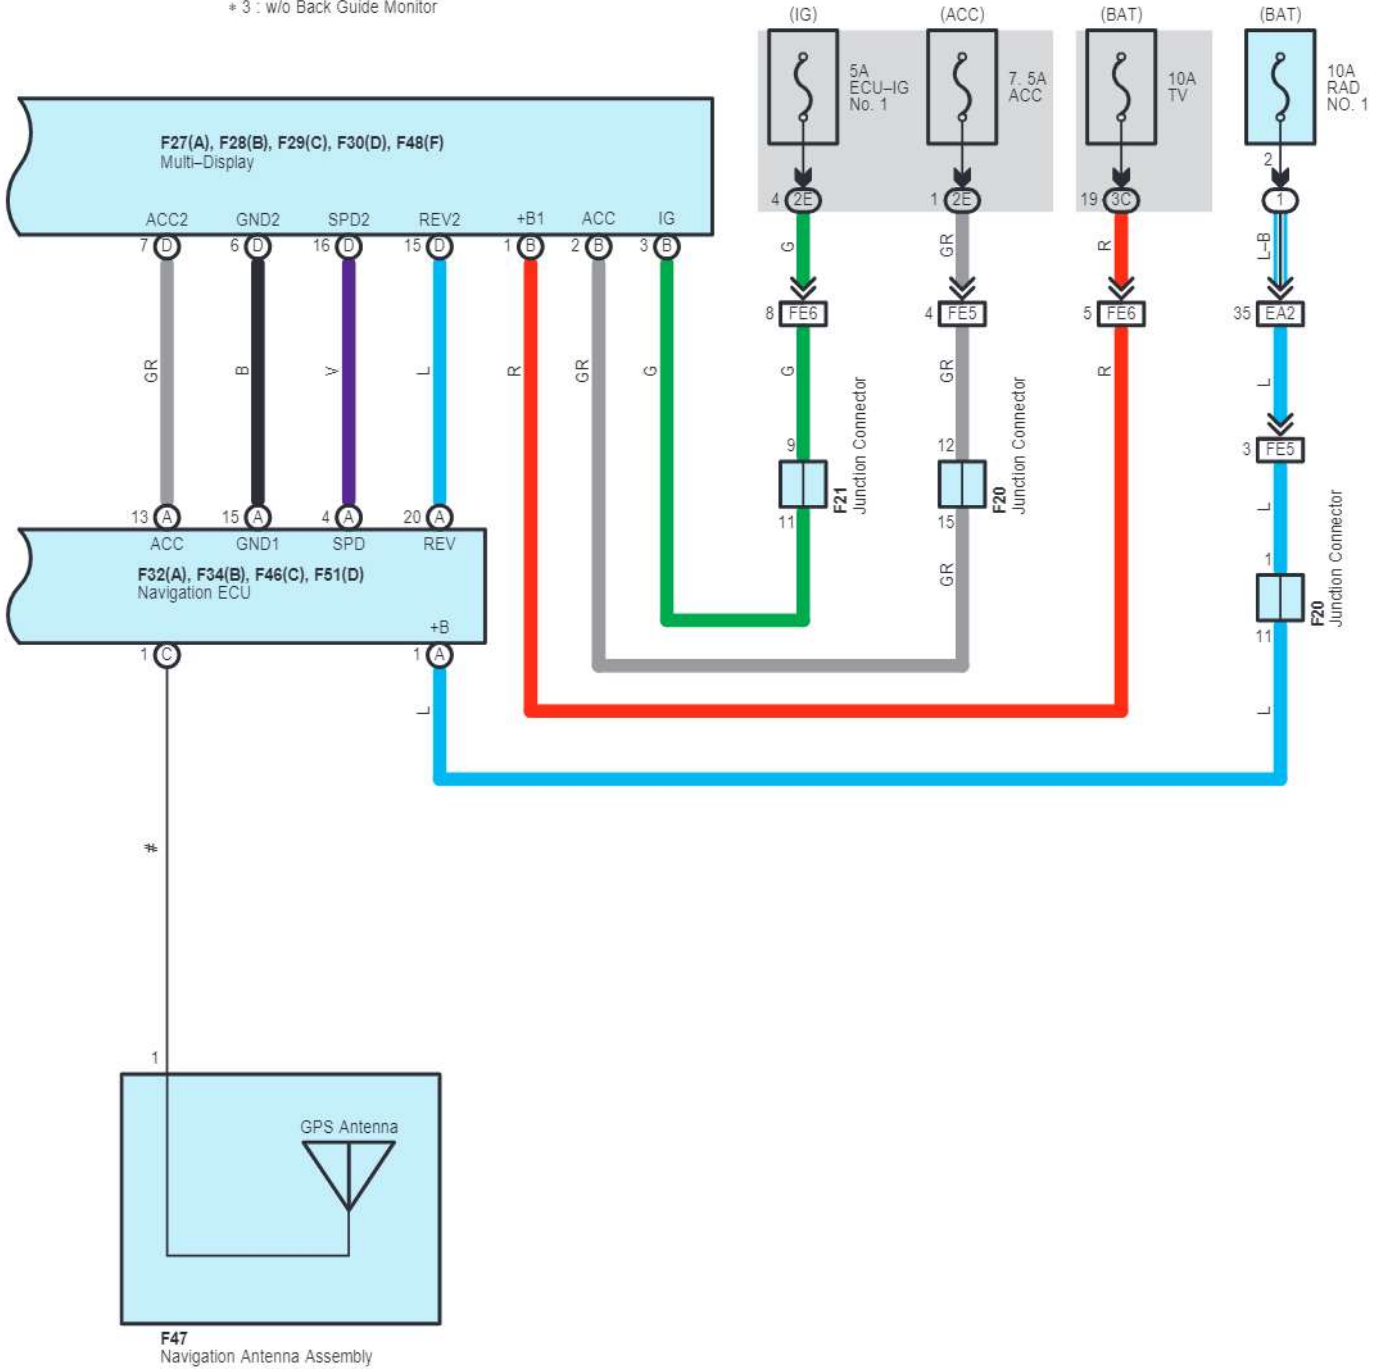 * 3 : w/o Back Guide Monitor
(IG)
(ACC)
(BAT)
(BAT)
5A
ECU–IG
No. 1
7. 5A
ACC
10A
TV
10A
RAD
NO. 1
F27(A), F28(B), F29(C), F30(D), F48(F)
Multi–Display
2
4 2E
1 2E
19 3C
1
ACC2
GND2
SPD2
REV2
+B1
ACC
IG
7 D
6 D
16 D
15 D
1 B
2 B
3 B
G
GR
R
L–B
8 FE6
4 FE5
5 FE6
35 EA2
GR
B
V
L
R
GR
G
G
GR
R
L
9
12
3 FE5
F21
Junction Connector
F20
Junction Connector
11
15
L
13 A
15 A
4 A
20 A
ACC
GND1
SPD
REV
1
F32(A), F34(B), F46(C), F51(D)
Navigation ECU
GR
F20
Junction Connector
+B
11
1 C
1 A
L
L
#
1
GPS Antenna
F47
Navigation Antenna Assembly